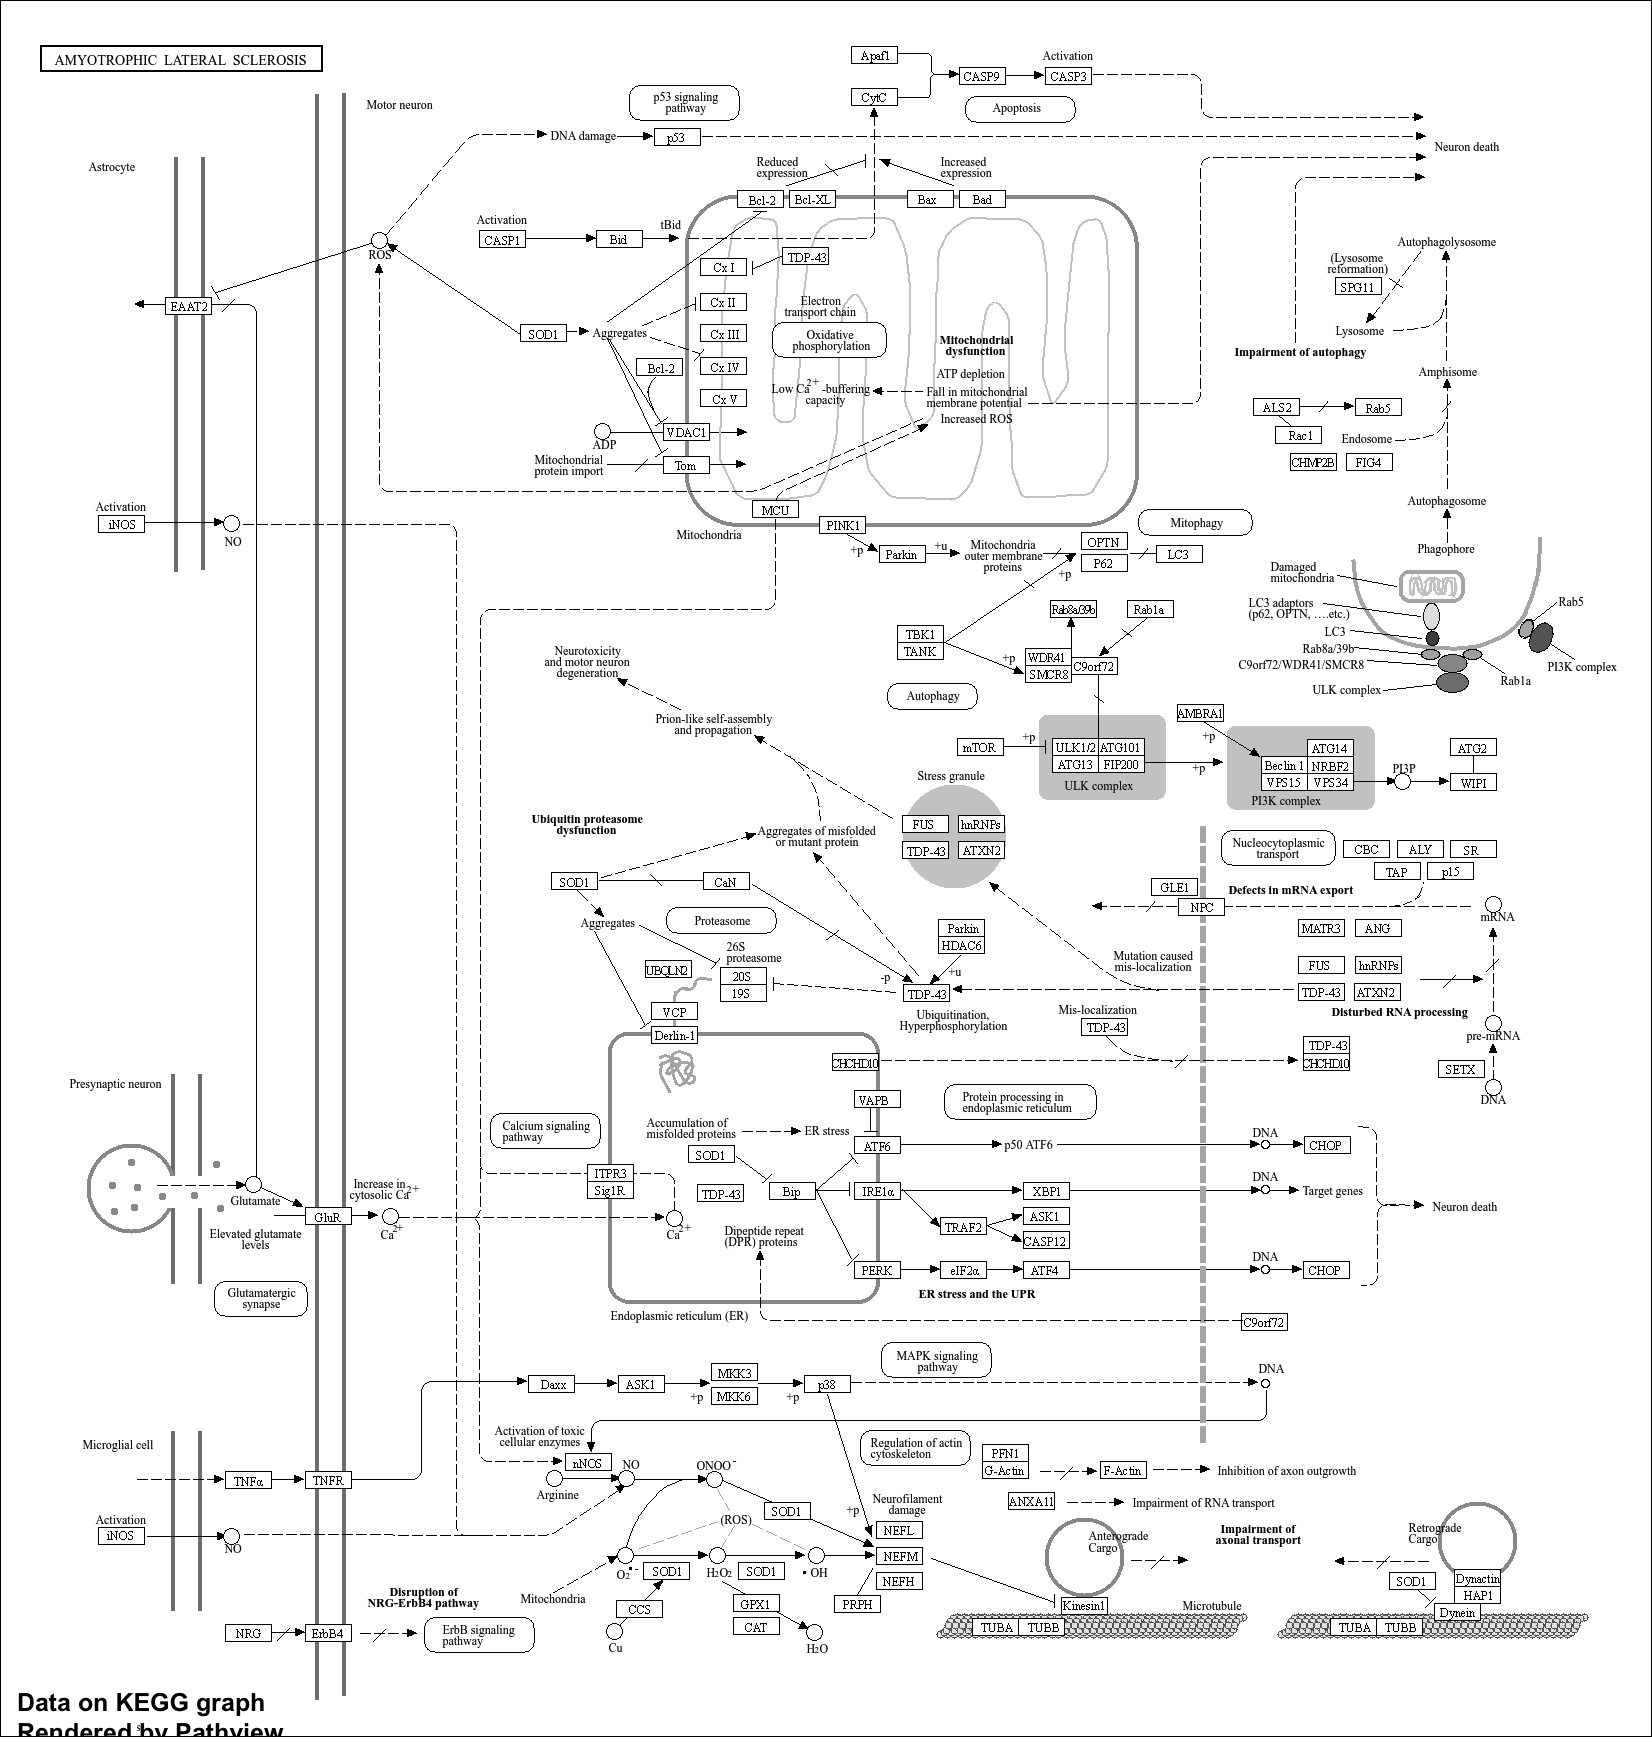 AMYOTROPHIC LATERAL SCLEROSIS
Motor neuron
Astrocyte
p53 signaling
pathway
Apaf1
CytC
CASP9
Activation
CASP3
Apoptosis
DNA damage
p53
Neuron death
Reduced
expression
Increased
expression
Bcl-2
Bcl-XL
Bax
Bad
Activation
CASP1
Bid
tBid
ROS
EAAT2
SOD1
Aggregates
Cx I
TDP-43
Cx II
Cx III
Cx IV
Cx V
Electron
transport chain
Oxidative
phosphorylation
Mitochondrial
dysfunction
ATP depletion
Fall in mitochondrial
membrane potential
Increased ROS
Low Ca2+ -buffering
capacity
Bcl-2
VDAC1
ADP
Mitochondrial
protein import
Tom
MCU
Mitochondria
PINK1
+p
Parkin
+u
Mitochondria
outer membrane
proteins
OPTN
P62
LC3
+p
Mitophagy
Autophagolysosome
(Lysosome
reformation)
SPG11
Lysosome
Impairment of autophagy
Amphisome
ALS2
Rab5
Rac1
Endosome
CHMP2B
FIG4
Autophagosome
Phagophore
Damaged
mitochondria
LC3 adaptors
(p62, OPTN, ....etc.)
LC3
Rab8a/39b
C9orf72/WDR41/SMCR8
ULK complex
Rab5
PI3K complex
Rab1a
Activation
iNOS
NO
TBK1
TANK
Rab8a/39b
Rab1a
+p
WDR41
SMCR8
C9orf72
Autophagy
mTOR
+p
ULK1/2
ATG101
ATG13
FIP200
ULK complex
+p
AMBRA1
+p
ATG14
Beclin 1
NRBF2
VPS15
VPS34
PI3K complex
PI3P
ATG2
WIPI
Neurotoxicity
and motor neuron
degeneration
Prion-like self-assembly
and propagation
Stress granule
FUS
hnRNPs
TDP-43
ATXN2
Ubiquitin proteasome
dysfunction
Aggregates of misfolded
or mutant protein
SOD1
CaN
Aggregates
Proteasome
26S
proteasome
UBQLN2
20S
19S
VCP
Derlin-1
-p
Parkin
HDAC6
+u
TDP-43
Ubiquitination,
Hyperphosphorylation
Nucleocytoplasmic
transport
CBC
ALY
SR
TAP
p15
GLE1
NPC
Defects in mRNA export
mRNA
MATR3
ANG
FUS
hnRNPs
TDP-43
ATXN2
Mutation caused
mis-localization
Disturbed RNA processing
pre-mRNA
SETX
DNA
Mis-localization
TDP-43
CHCHD10
TDP-43
CHCHD10
VAPB
Protein processing in
endoplasmic reticulum
Presynaptic neuron
Calcium signaling
pathway
Accumulation of
misfolded proteins
ER stress
ATF6
p50 ATF6
DNA
CHOP
SOD1
TDP-43
Bip
IRE1α
XBP1
DNA
Target genes
ASK1
TRAF2
CASP12
Neuron death
ITPR3
Sig1R
Ca2+
Dipeptide repeat
(DPR) proteins
PERK
eIF2α
ATF4
DNA
CHOP
ER stress and the UPR
Endoplasmic reticulum (ER)
C9orf72
Glutamate
Increase in
cytosolic Ca2+
GluR
Ca2+
Elevated glutamate
levels
Glutamatergic
synapse
MAPK signaling
pathway
Daxx
ASK1
MKK3
MKK6
+p
+p
p38
DNA
Microglial cell
TNFα
TNFR
Activation of toxic
cellular enzymes
nNOS
Arginine
NO
ONOO-
Regulation of actin
cytoskeleton
PFN1
G-Actin
F-Actin
Inhibition of axon outgrowth
ANXA11
Impairment of RNA transport
Activation
iNOS
NO
SOD1
(ROS)
+p
Neurofilament
damage
NEFL
NEFM
NEFH
PRPH
O2•-
SOD1
H2O2
SOD1
•OH
Mitochondria
CCS
Cu
GPX1
CAT
H2O
Anterograde
Cargo
Impairment of
axonal transport
Retrograde
Cargo
SOD1
Dynactin
HAP1
Dynein
Kinesin1
Microtubule
TUBA
TUBB
TUBA
TUBB
Disruption of
NRG-ErbB4 pathway
NRG
ErbB4
ErbB signaling
pathway
Data on KEGG graph
Rendered by Pathview